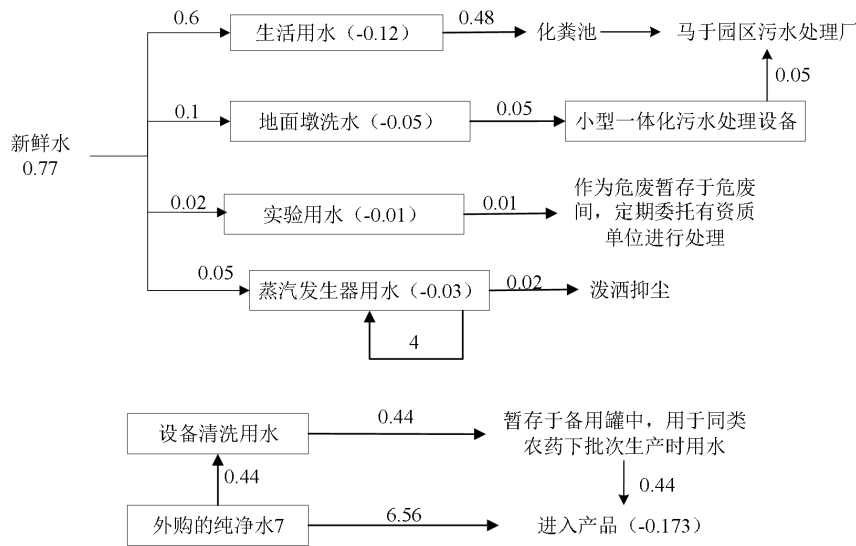 0.6
生活用水（-0.12）
0.48
化粪池
马于园区污水处理厂
0.05
0.1
地面墩洗水（-0.05）
0.05
小型一体化污水处理设备
新鲜水
0.77
0.02
实验用水（-0.01）
0.01
作为危废暂存于危废
间，定期委托有资质
单位进行处理
0.05
蒸汽发生器用水（-0.03）
0.02
泼洒抑尘
4
设备清洗用水
0.44
暂存于备用罐中，用于同类
农药下批次生产时用水
0.44
0.44
外购的纯净水7
6.56
进入产品（-0.173）